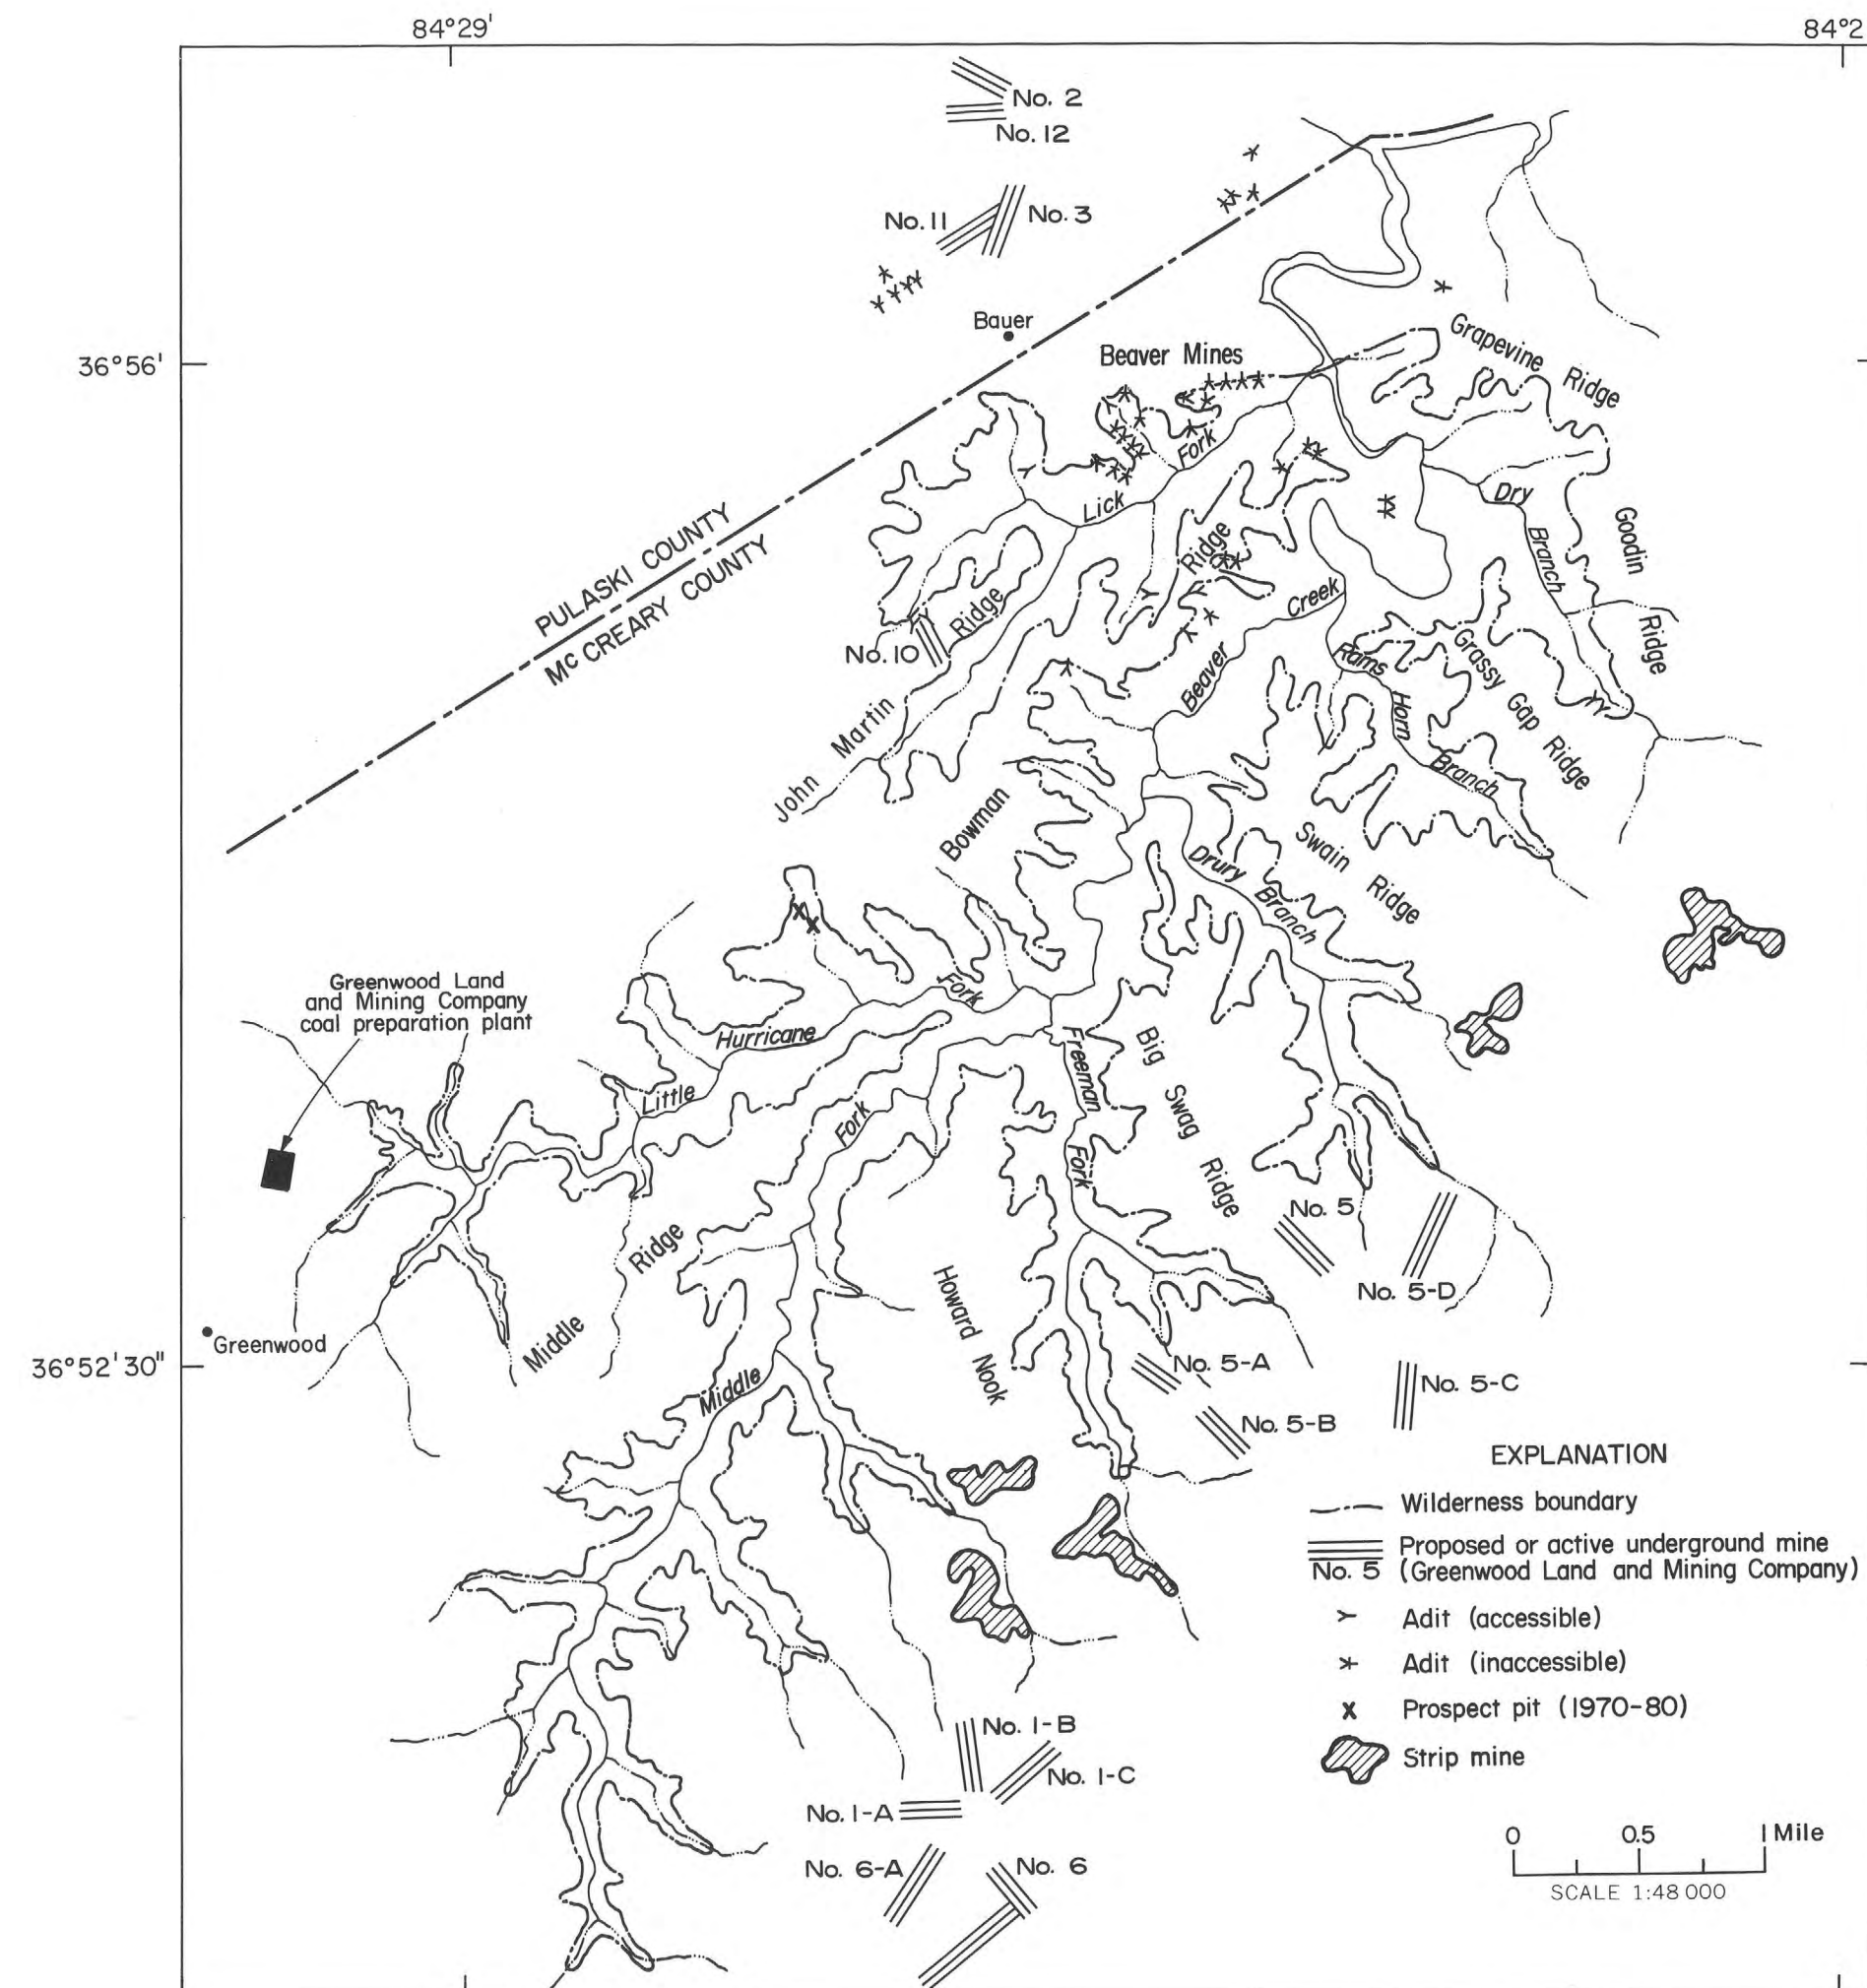 84°29'
84°2
No. 2
No. 12
No. 11
No. 3
Bauer
36°56'
Beaver Mines
Grapevine Ridge
Fork
Lick
Dry
Branch
Goodin
Ridge
PULASKI COUNTY
McCREARY COUNTY
Ridge
Creek
Beaver
Ridge
No. 10
Martin
John
Rams
Horn
Branch
Grassy Gap Ridge
Bowman
Swain Ridge
Drury
Branch
Greenwood Land
and Mining Company
coal preparation plant
Fork
Hurricane
Little
Freeman
Fork
Big Swag Ridge
Fork
No. 5
No. 5-D
Ridge
Middle
Howard Nook
Greenwood
36°52'30"
Middle
No. 5-A
No. 5-C
No. 5-B
EXPLANATION
Wilderness boundary
Proposed or active underground mine
No. 5 (Greenwood Land and Mining Company)
Adit (accessible)
Adit (inaccessible)
Prospect pit (1970-80)
Strip mine
No. 1-B
No. 1-C
No. 1-A
No. 6-A
No. 6
0 0.5 1 Mile
SCALE 1:48 000